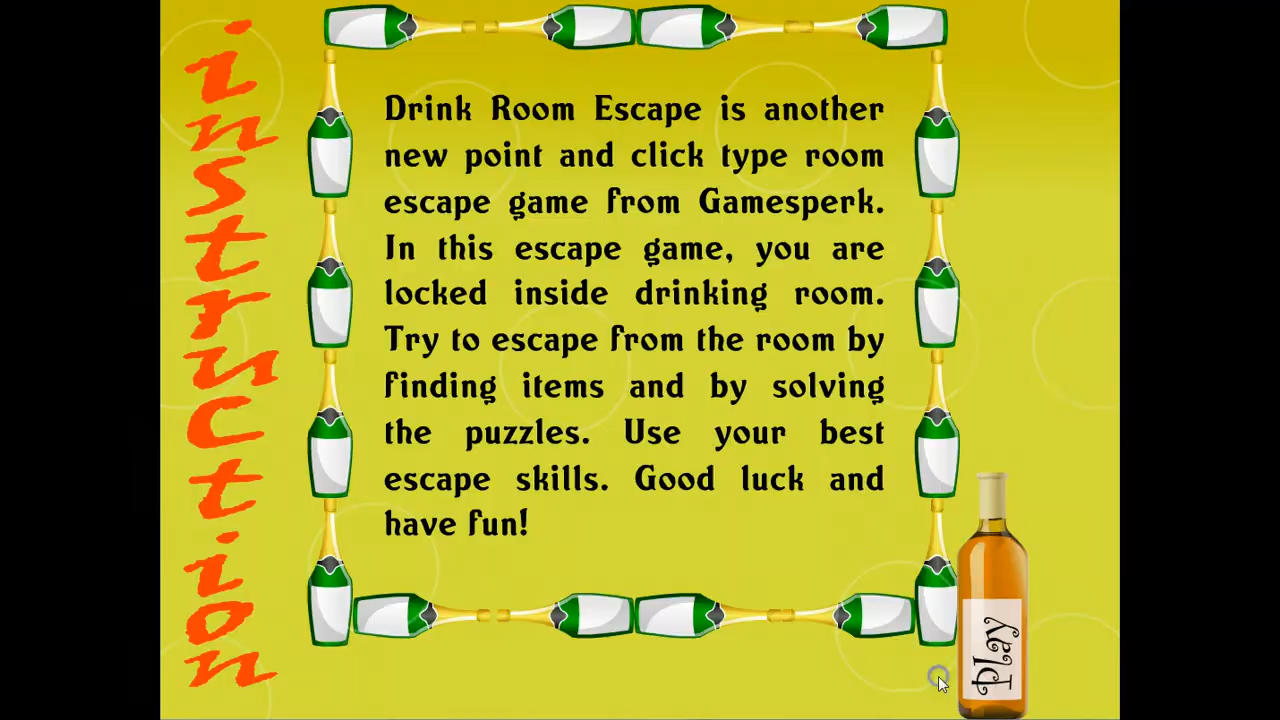 instruction
Drink Room Escape is another
new point and click type room
escape game from Gamesperk.
In this escape game, you are
locked inside drinking room.
Try to escape from the room by
finding items and by solving
the puzzles. Use your best
escape skills. Good luck and
have fun!
play